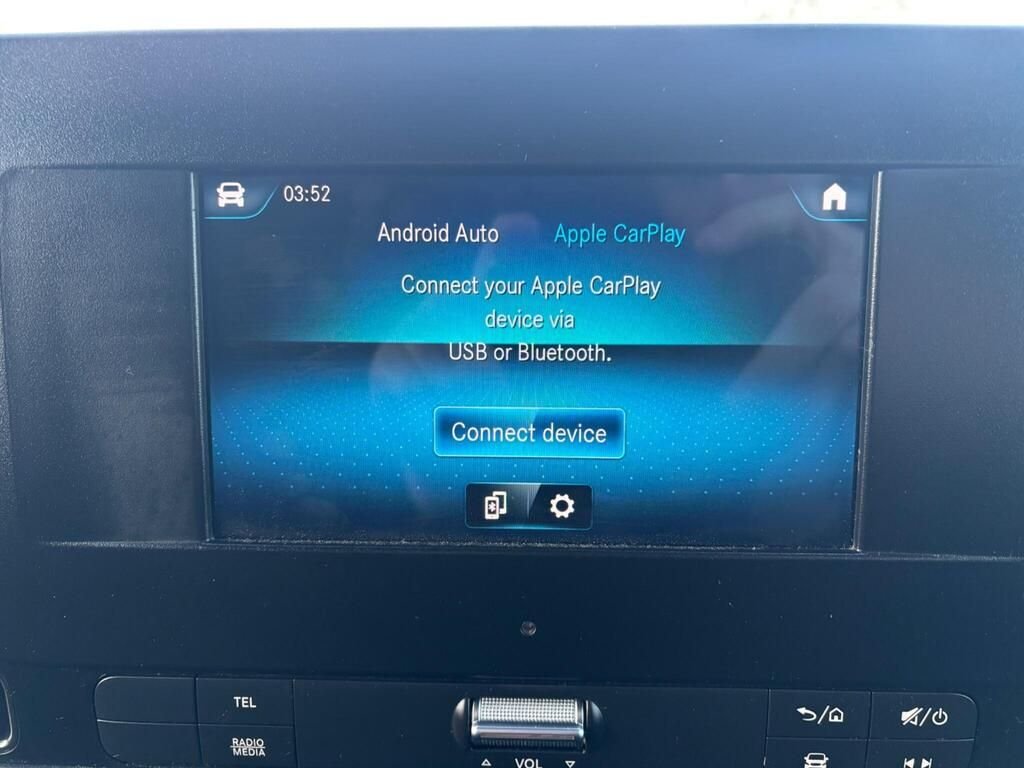 03:52
Android Auto Apple CarPlay
Connect your Apple CarPlay
device via
USB or Bluetooth.
Connect device
TEL
RADIO
MEDIA
VOL